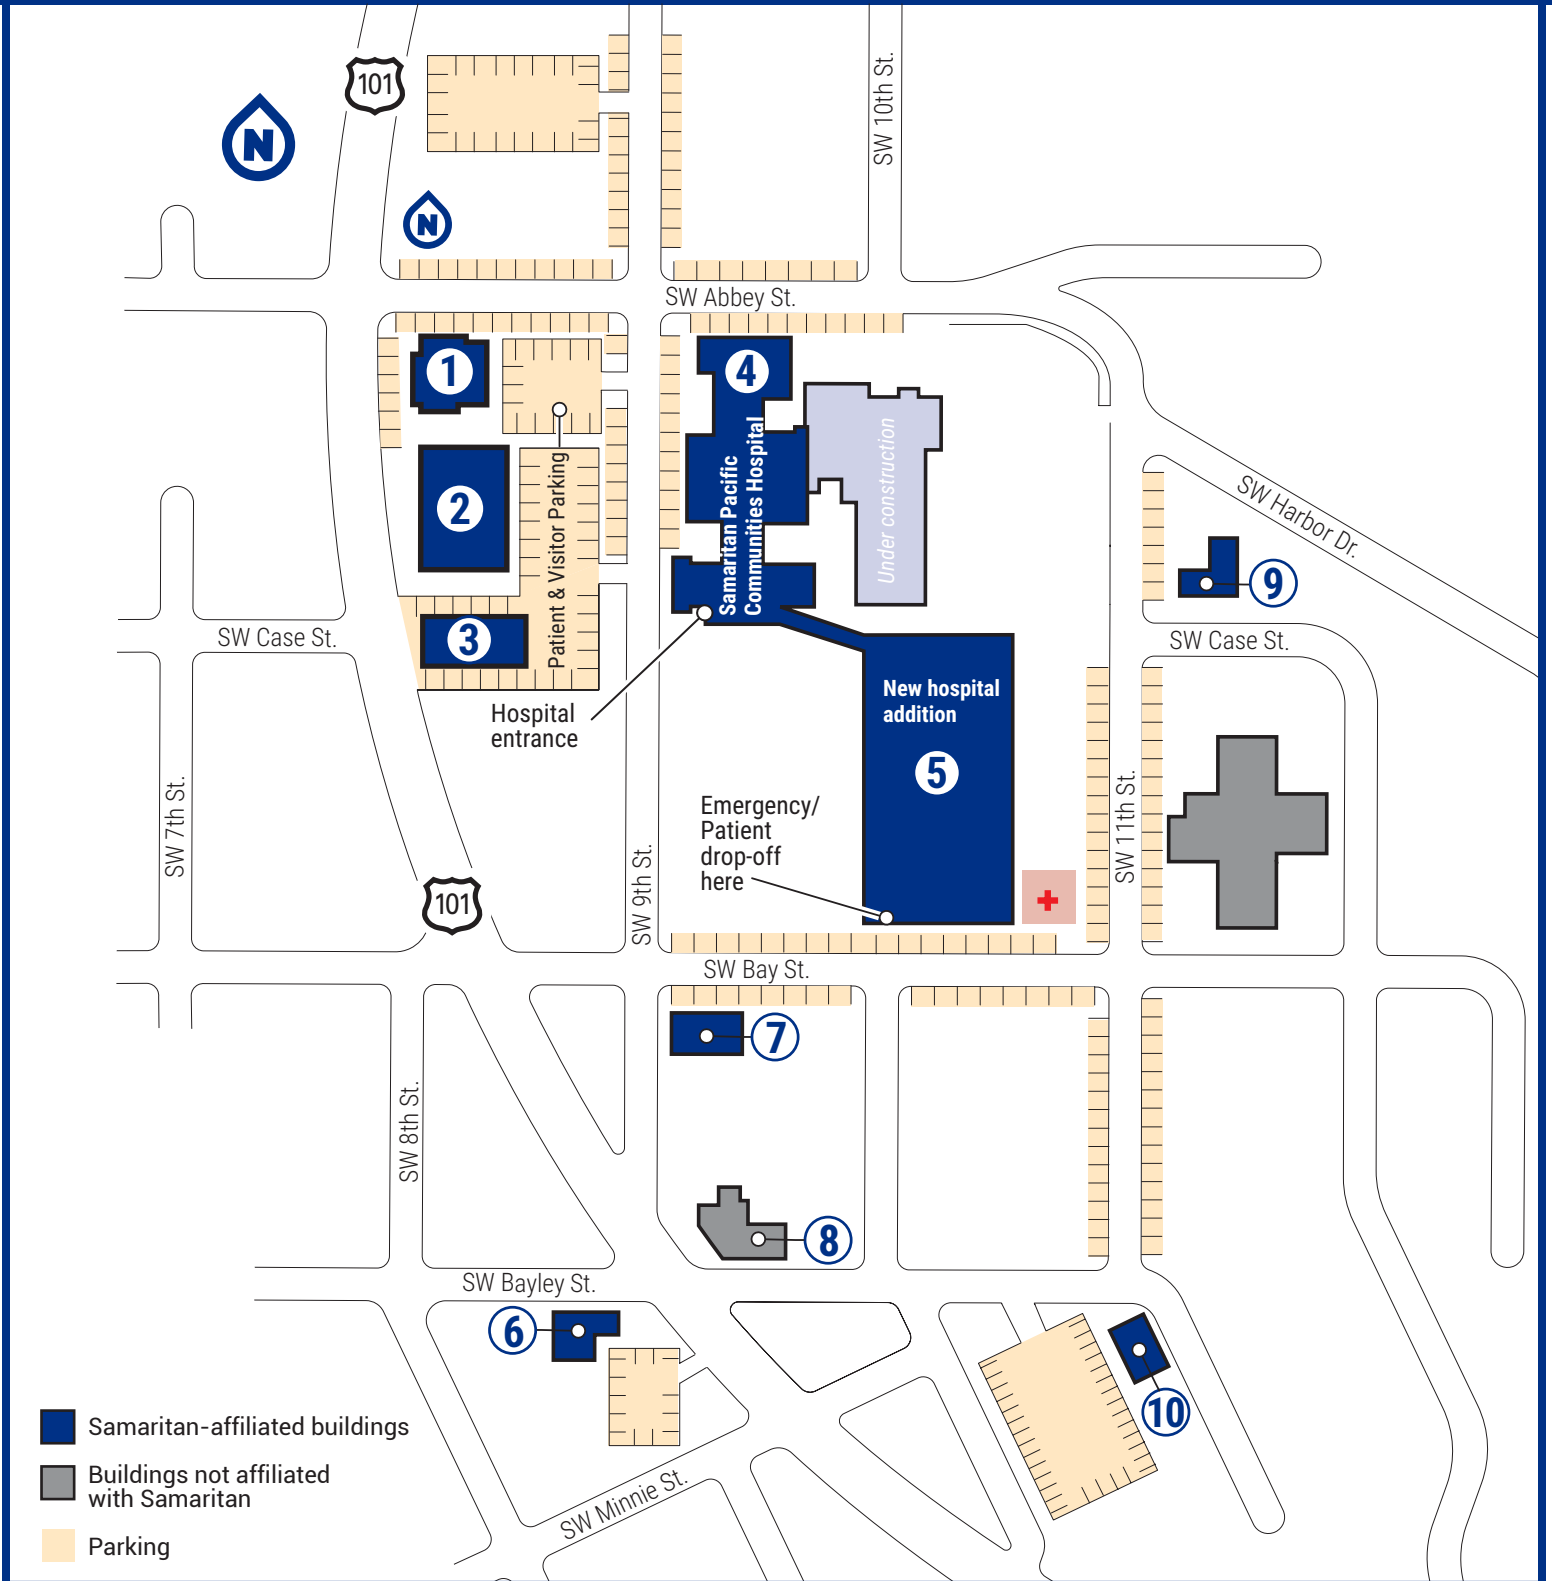 101
SW 10th St.
N
N
SW Abbey St.
1
4
Samaritan Pacific
Communities Hospital
Under construction
2
Patient & Visitor Parking
SW Harbor Dr.
9
3
SW Case St.
SW Case St.
New hospital
addition
Hospital
entrance
5
Emergency/
Patient
drop-off
here
SW 7th St.
SW 9th St.
SW 11th St.
101
SW Bay St.
7
SW 8th St.
8
SW Bayley St.
6
10
SW Minnie St.
Samaritan-affiliated buildings
Buildings not affiliated
with Samaritan
Parking